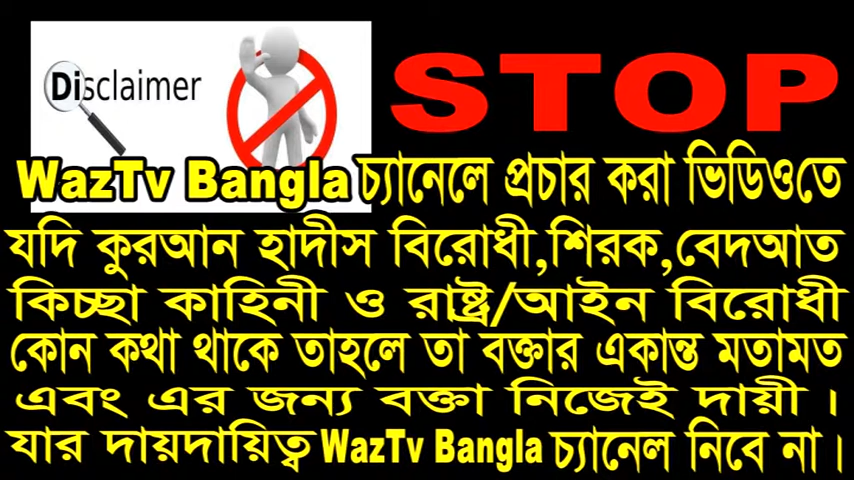 Disclaimer
STOP
WazTv Bangla চ্যানেলে প্রচার করা ভিডিওতে
যদি কুরআন হাদীস বিরোধী,শিরক,বেদআত
কিচ্ছা কাহিনী ও রাষ্ট্র/আইন বিরোধী
কোন কথা থাকে তাহলে তা বক্তার একান্ত মতামত
এবং এর জন্য বক্তা নিজেই দায়ী।
যার দায়দায়িত্ব WazTv Bangla চ্যানেল নিবে না।